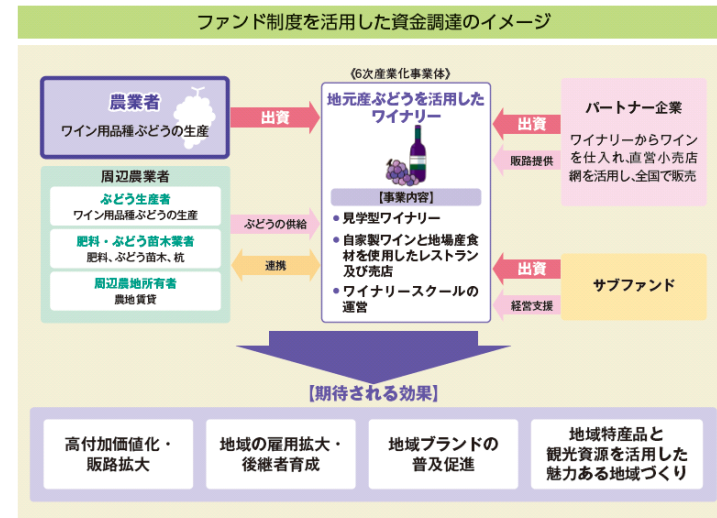 ファンド制度を活用した資金調達のイメージ
農業者
ワイン用品種ぶどうの生産
出資
《6次産業化事業体》
地元産ぶどうを活用した
ワイナリー
【事業内容】
●見学型ワイナリー
●自家製ワインと地場産食
材を使用したレストラン
及び売店
●ワイナリースクールの
運営
出資
販路提供
パートナー企業
ワイナリーからワイン
を仕入れ、直営小売店
網を活用し、全国で販売
周辺農業者
ぶどう生産者
ワイン用品種ぶどうの生産
肥料・ぶどう苗木業者
肥料、ぶどう苗木、杭
周辺農地所有者
農地賃貸
ぶどうの供給
連携
出資
経営支援
サブファンド
【期待される効果】
高付加価値化・
販路拡大
地域の雇用拡大・
後継者育成
地域ブランドの
普及促進
地域特産品と
観光資源を活用した
魅力ある地域づくり